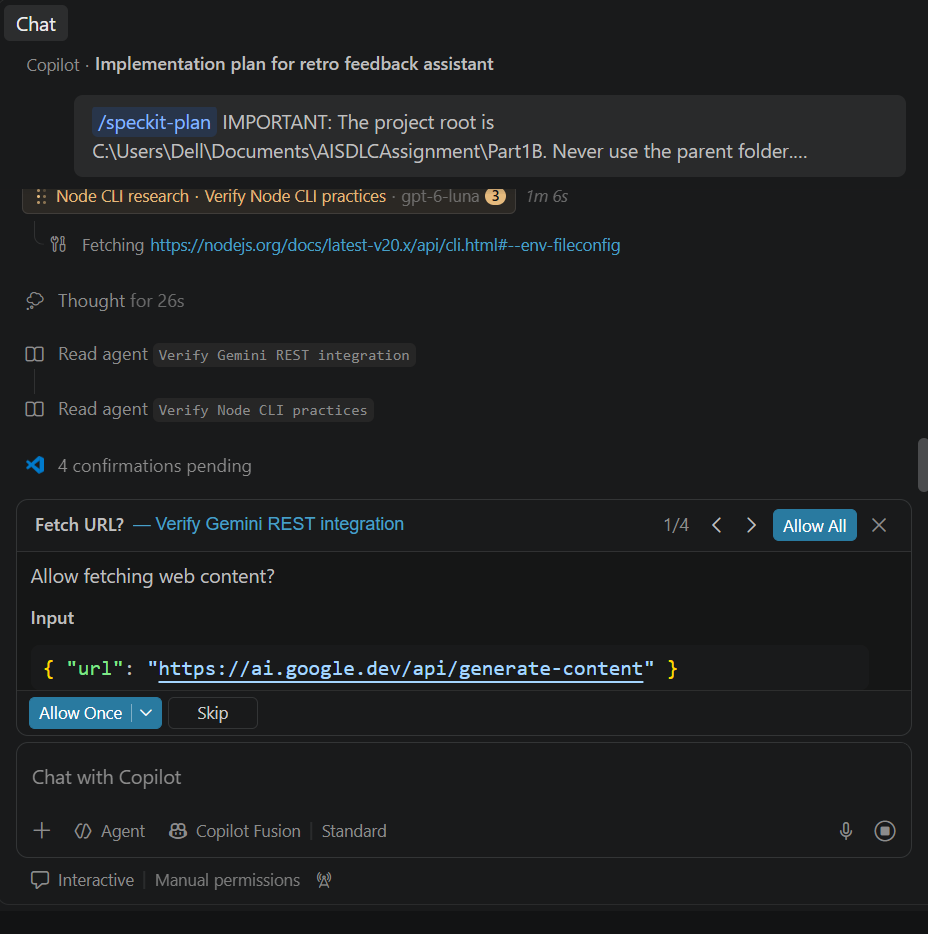 Chat
Copilot · Implementation plan for retro feedback assistant
/speckit-plan IMPORTANT: The project root is
C:\Users\Dell\Documents\AISDLCAssignment\Part1B. Never use the parent folder....
Node CLI research · Verify Node CLI practices · gpt-6-luna 3 1m 6s
Fetching https://nodejs.org/docs/latest-v20.x/api/cli.html#--env-fileconfig
Thought for 26s
Read agent Verify Gemini REST integration
Read agent Verify Node CLI practices
4 confirmations pending
Fetch URL? — Verify Gemini REST integration 1/4 Allow All
Allow fetching web content?
Input
{ "url": "https://ai.google.dev/api/generate-content" }
Allow Once Skip
Chat with Copilot
Agent Copilot Fusion Standard
Interactive Manual permissions